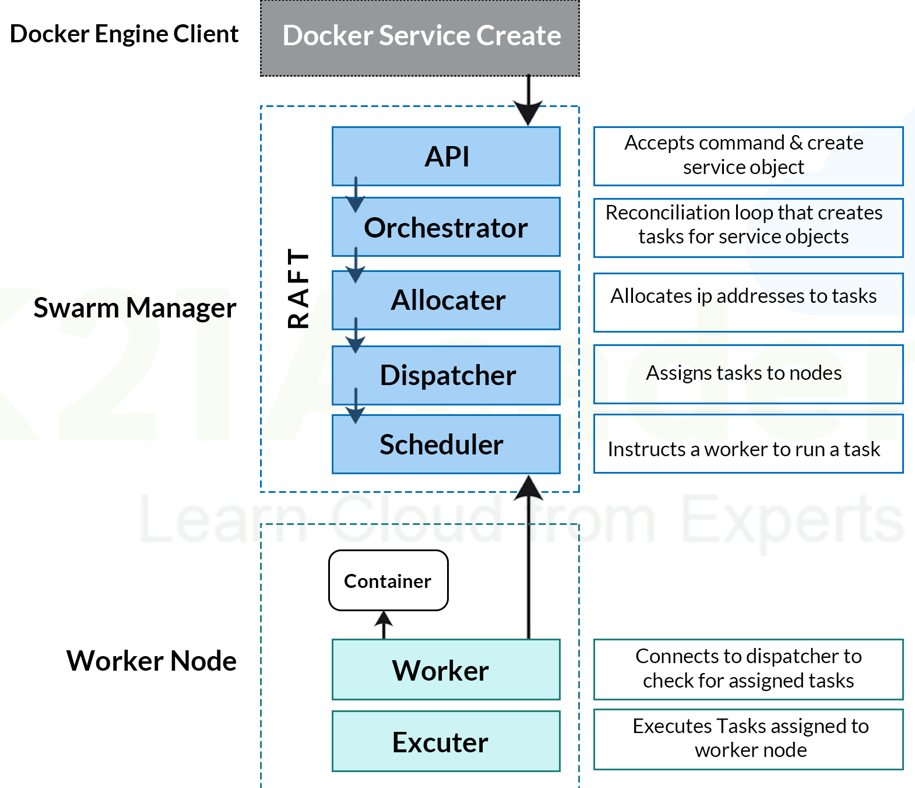 Docker Engine Client
Docker Service Create
API
Accepts command & create
service object
Orchestrator
Reconciliation loop that creates
tasks for service objects
RAFT
Swarm Manager
Allocater
Allocates ip addresses to tasks
Dispatcher
Assigns tasks to nodes
Scheduler
Instructs a worker to run a task
Learn Cloud from Experts
Container
Worker Node
Worker
Connects to dispatcher to
check for assigned tasks
Excuter
Executes Tasks assigned to
worker node